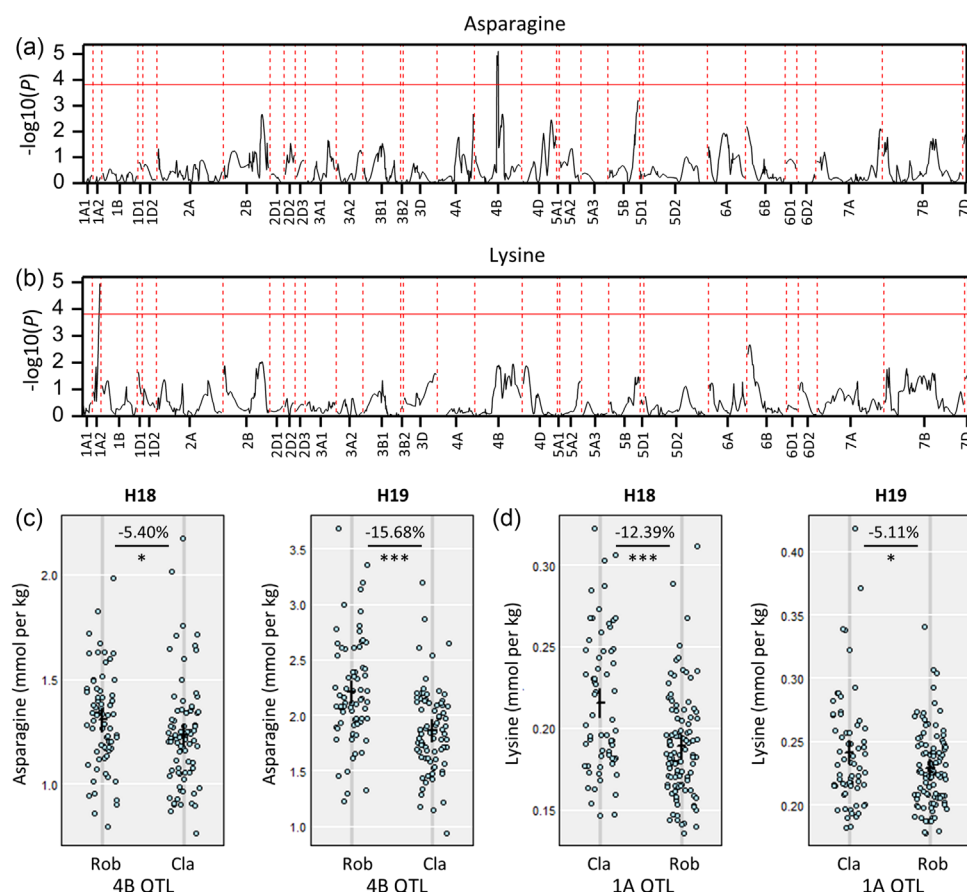 Asparagine
(a)
-log10(P)
5
4
3
2
1
0
1A1 1A2 1B 1D1 1D2 2A 2B 2D1 2D2 2D3 3A1 3A2 3B1 3B2 3D 4A 4B 4D 5A1 5A2 5A3 5B 5D1 5D2 6A 6B 6D1 6D2 7A 7B 7D
Lysine
(b)
-log10(P)
5
4
3
2
1
0
1A1 1A2 1B 1D1 1D2 2A 2B 2D1 2D2 2D3 3A1 3A2 3B1 3B2 3D 4A 4B 4D 5A1 5A2 5A3 5B 5D1 5D2 6A 6B 6D1 6D2 7A 7B 7D
(c)
H18
-5.40%
*
Asparagine (mmol per kg)
2.0
1.5
1.0
Rob Cla
4B QTL
H19
-15.68%
***
Asparagine (mmol per kg)
3.5
3.0
2.5
2.0
1.5
1.0
Rob Cla
4B QTL
(d)
H18
-12.39%
***
Lysine (mmol per kg)
0.30
0.25
0.20
0.15
Cla Rob
1A QTL
H19
-5.11%
*
Lysine (mmol per kg)
0.40
0.35
0.30
0.25
0.20
Cla Rob
1A QTL